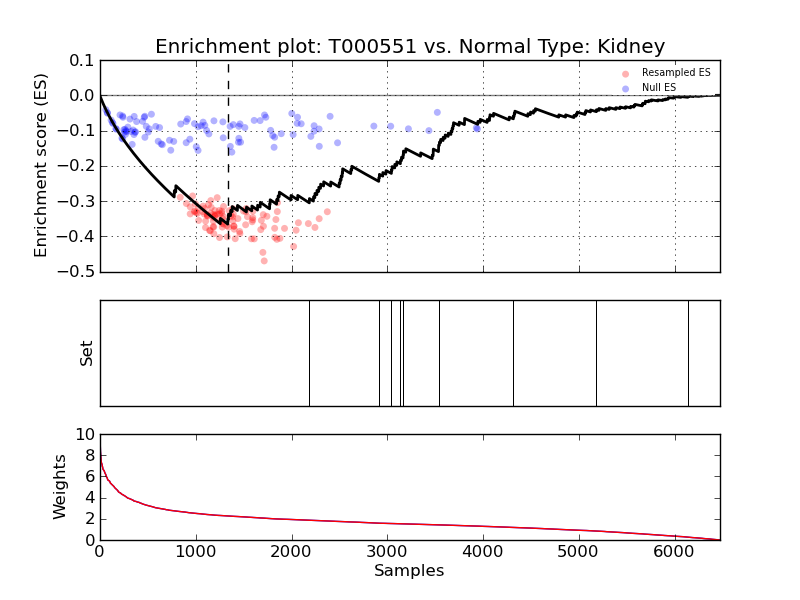 Enrichment plot: T000551 vs. Normal Type: Kidney
Enrichment score (ES)
0.1
0.0
−0.1
−0.2
−0.3
−0.4
−0.5
Resampled ES
Null ES
Set
Weights
10
8
6
4
2
0
0 1000 2000 3000 4000 5000 6000
Samples